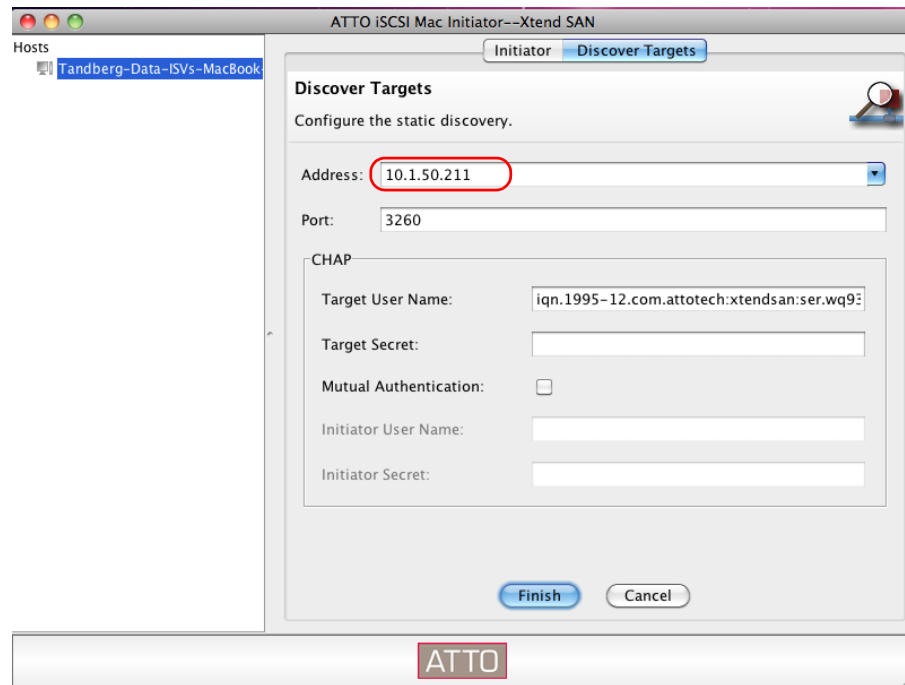 ATTO iSCSI Mac Initiator--Xtend SAN
Hosts
Tandberg-Data-ISVs-MacBook-
Initiator Discover Targets
Discover Targets
Configure the static discovery.
Address: 10.1.50.211
Port: 3260
CHAP
Target User Name: iqn.1995-12.com.attotech:xtendsan:ser.wq93
Target Secret:
Mutual Authentication:
Initiator User Name:
Initiator Secret:
Finish Cancel
ATTO